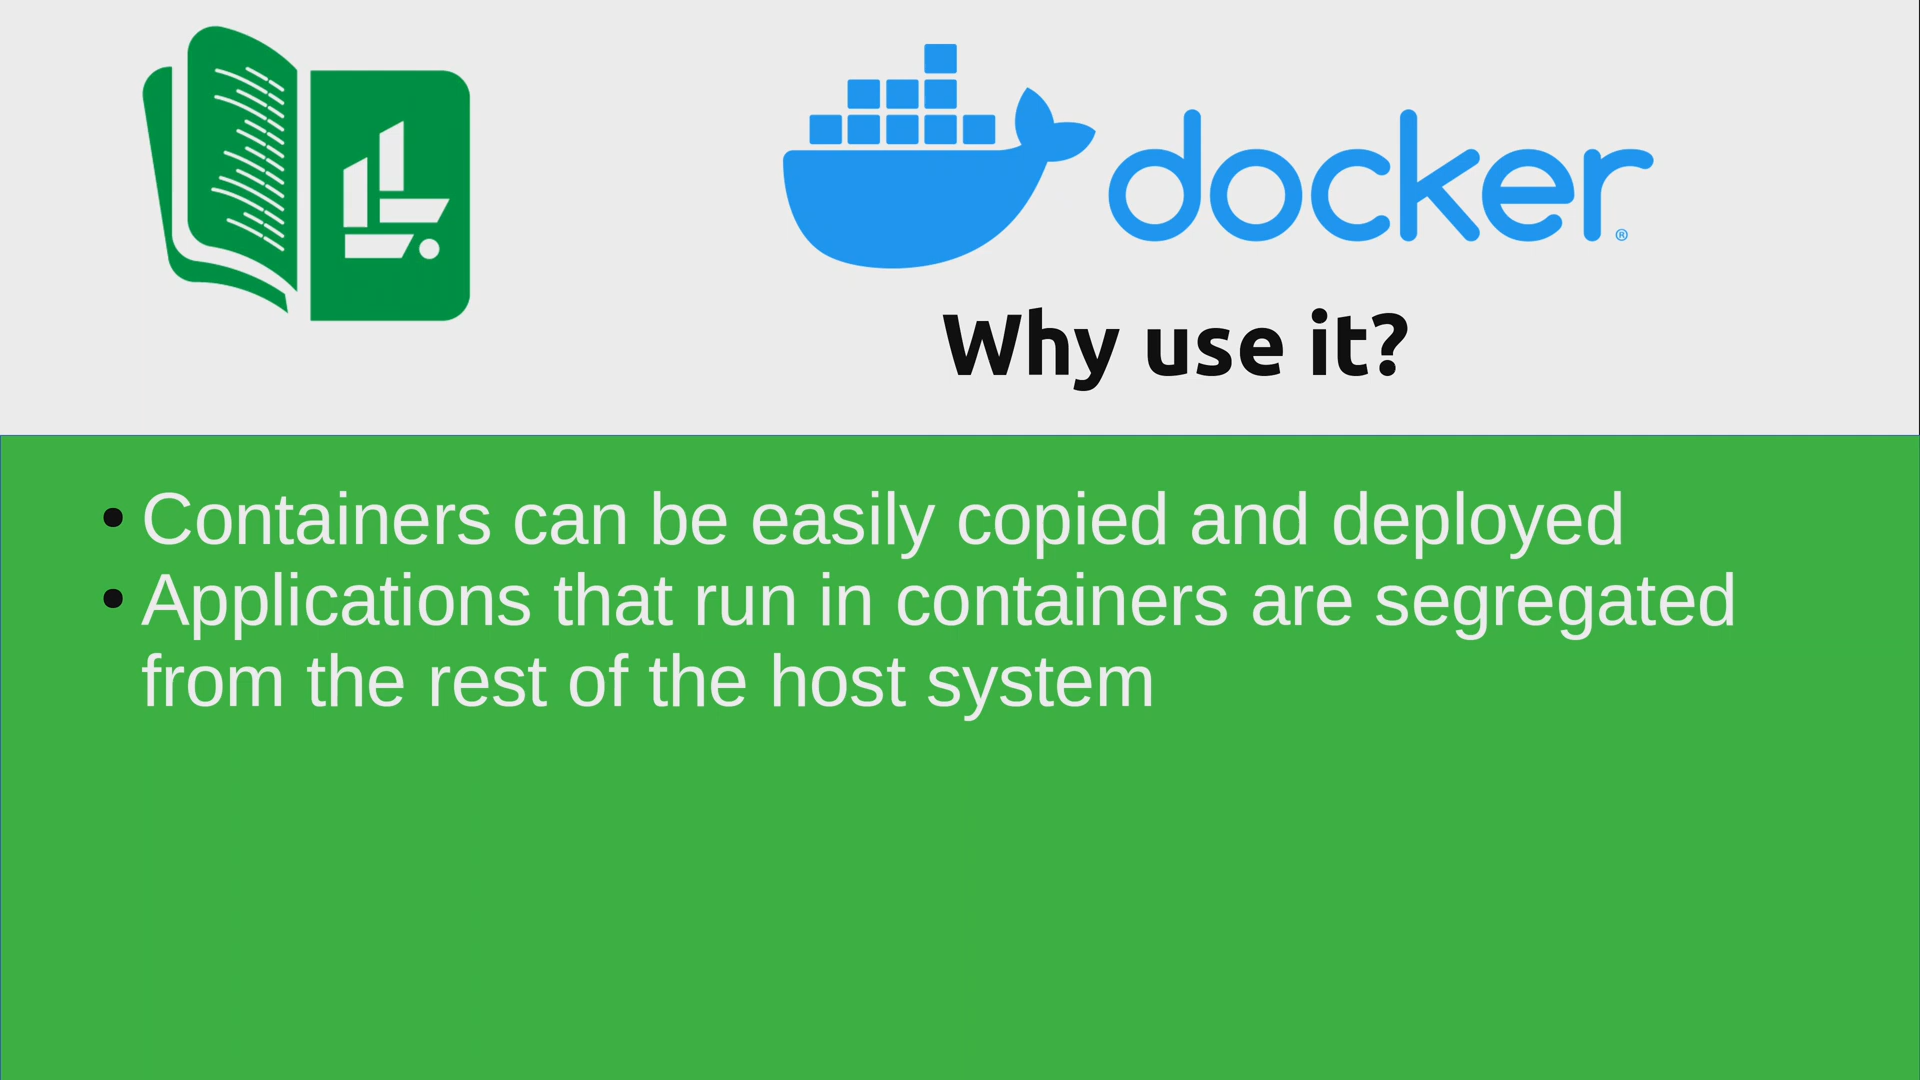 docker®
Why use it?
• Containers can be easily copied and deployed
• Applications that run in containers are segregated
from the rest of the host system